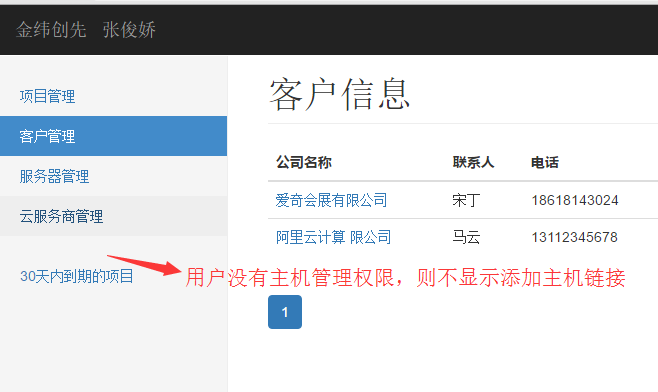 金纬创先 张俊娇
项目管理
客户管理
服务器管理
云服务商管理
30天内到期的项目
客户信息
公司名称 联系人 电话
爱奇会展有限公司 宋丁 18618143024
阿里云计算 限公司 马云 13112345678
用户没有主机管理权限，则不显示添加主机链接
1